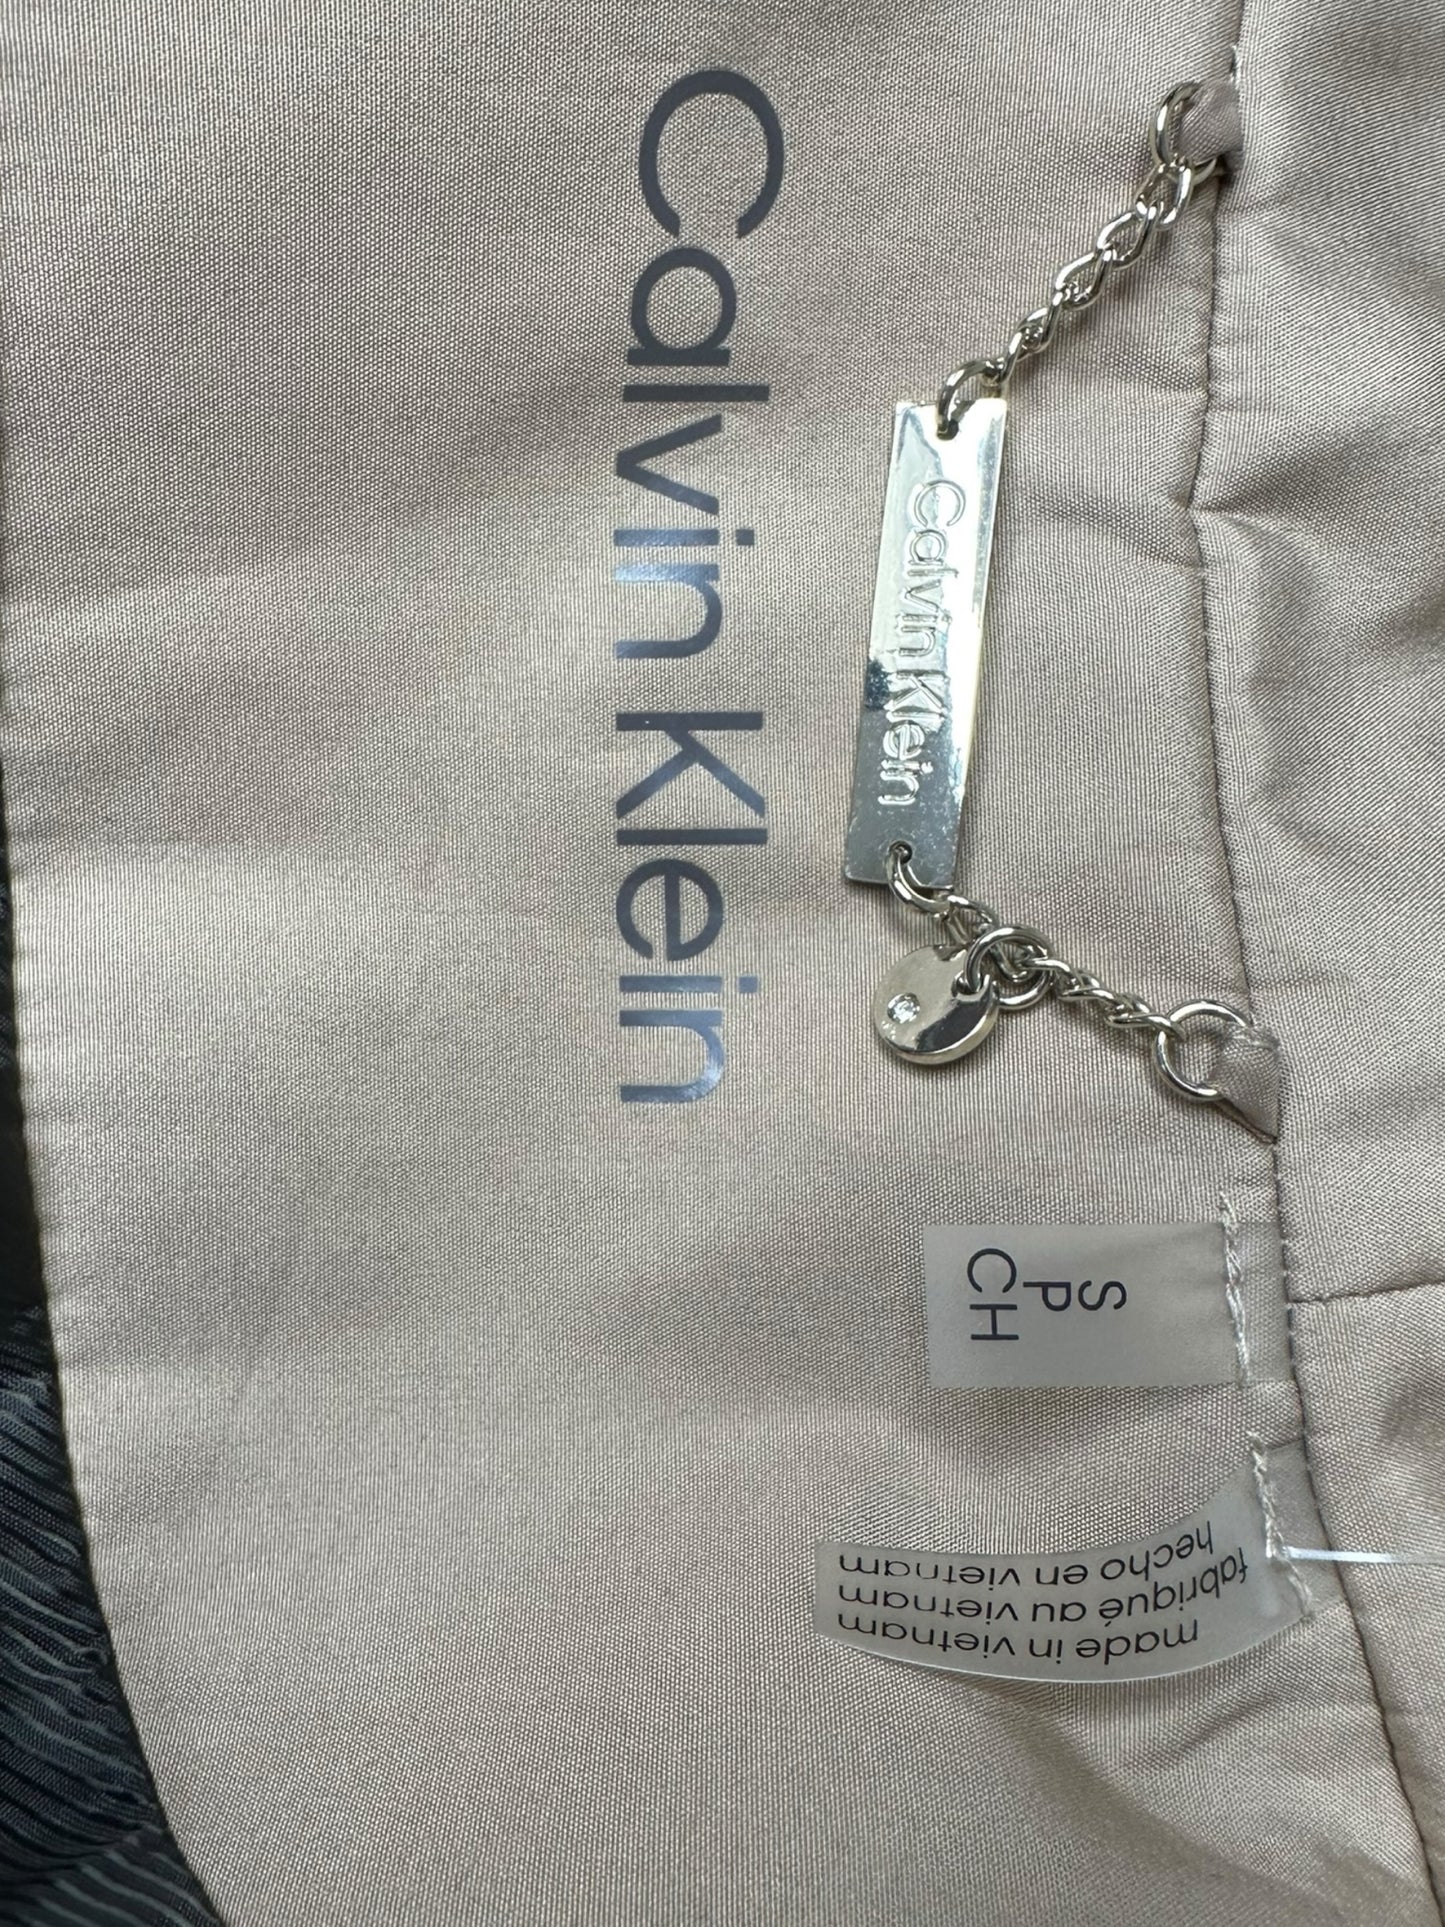 Calvin Klein
Calvin Klein
S
P
CH
made in vietnam
fabriqué au vietnam
hecho en vietnam